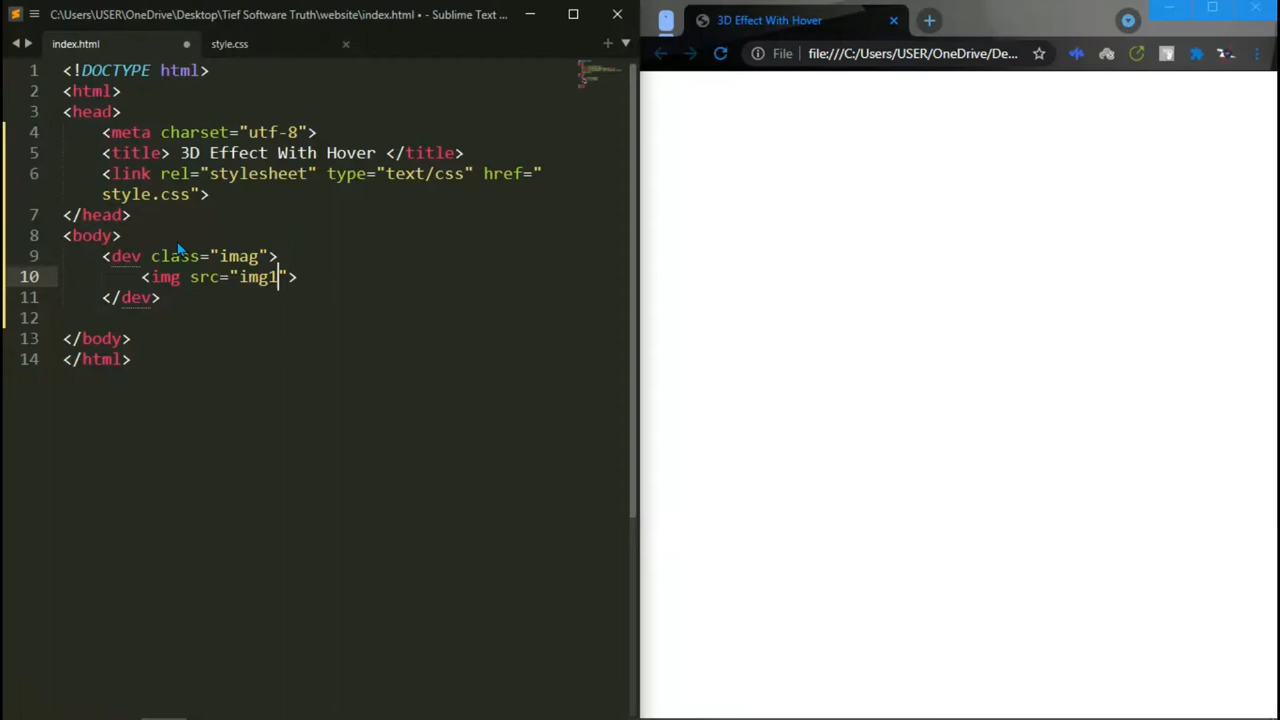 C:\Users\USER\OneDrive\Desktop\Tief Software Truth\website\index.html • - Sublime Text ...
index.html
style.css
1 <!DOCTYPE html>
2 <html>
3 <head>
4 <meta charset="utf-8">
5 <title> 3D Effect With Hover </title>
6 <link rel="stylesheet" type="text/css" href="
style.css">
7 </head>
8 <body>
9 <dev class="imag">
10 <img src="img1">
11 </dev>
12
13 </body>
14 </html>
3D Effect With Hover
File file:///C:/Users/USER/OneDrive/De...